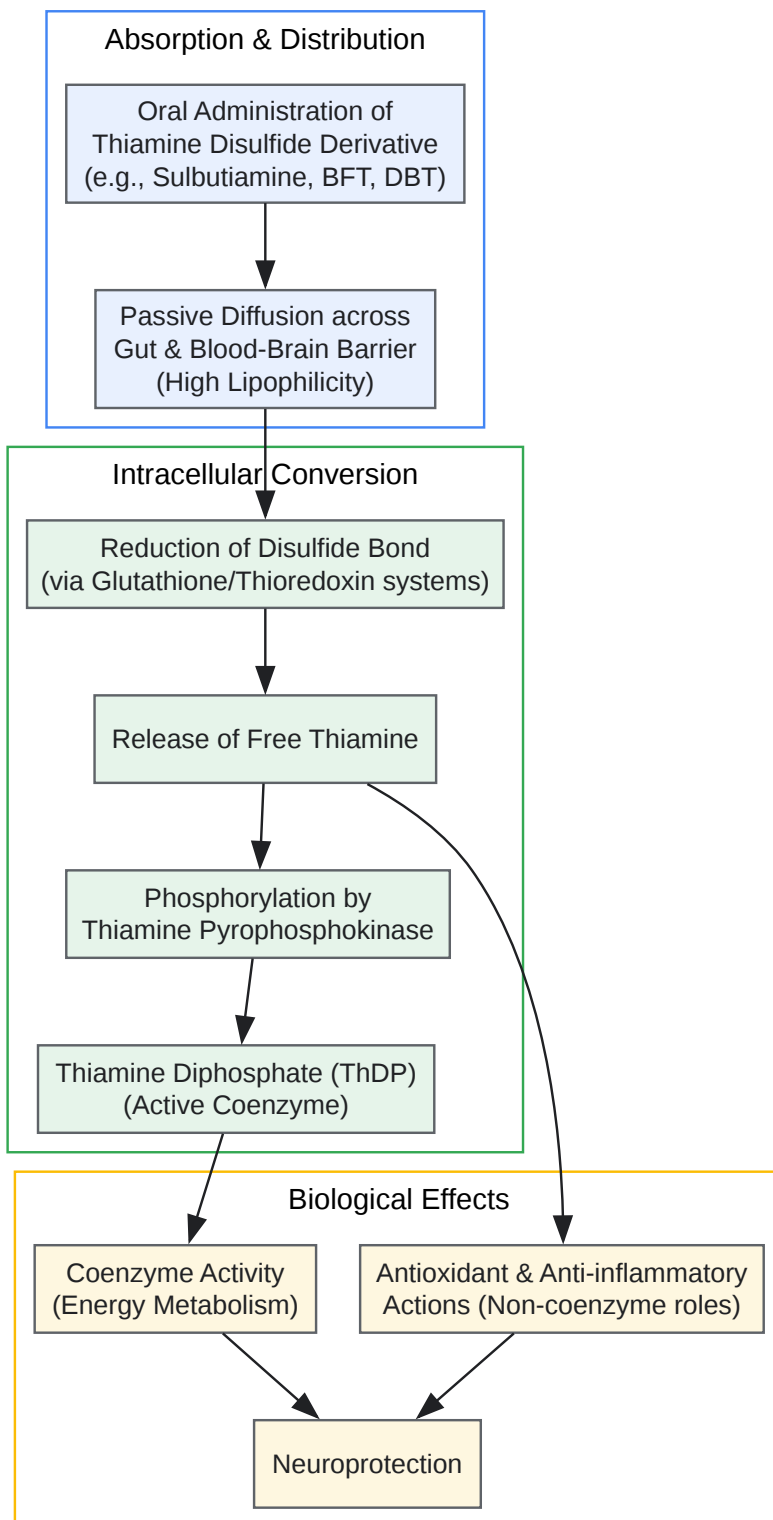 Absorption & Distribution
Oral Administration of
Thiamine Disulfide Derivative
(e.g., Sulbutiamine, BFT, DBT)
Passive Diffusion across
Gut & Blood-Brain Barrier
(High Lipophilicity)
Intracellular Conversion
Reduction of Disulfide Bond
(via Glutathione/Thioredoxin systems)
Release of Free Thiamine
Phosphorylation by
Thiamine Pyrophosphokinase
Thiamine Diphosphate (ThDP)
(Active Coenzyme)
Biological Effects
Coenzyme Activity
(Energy Metabolism)
Antioxidant & Anti-inflammatory
Actions (Non-coenzyme roles)
Neuroprotection